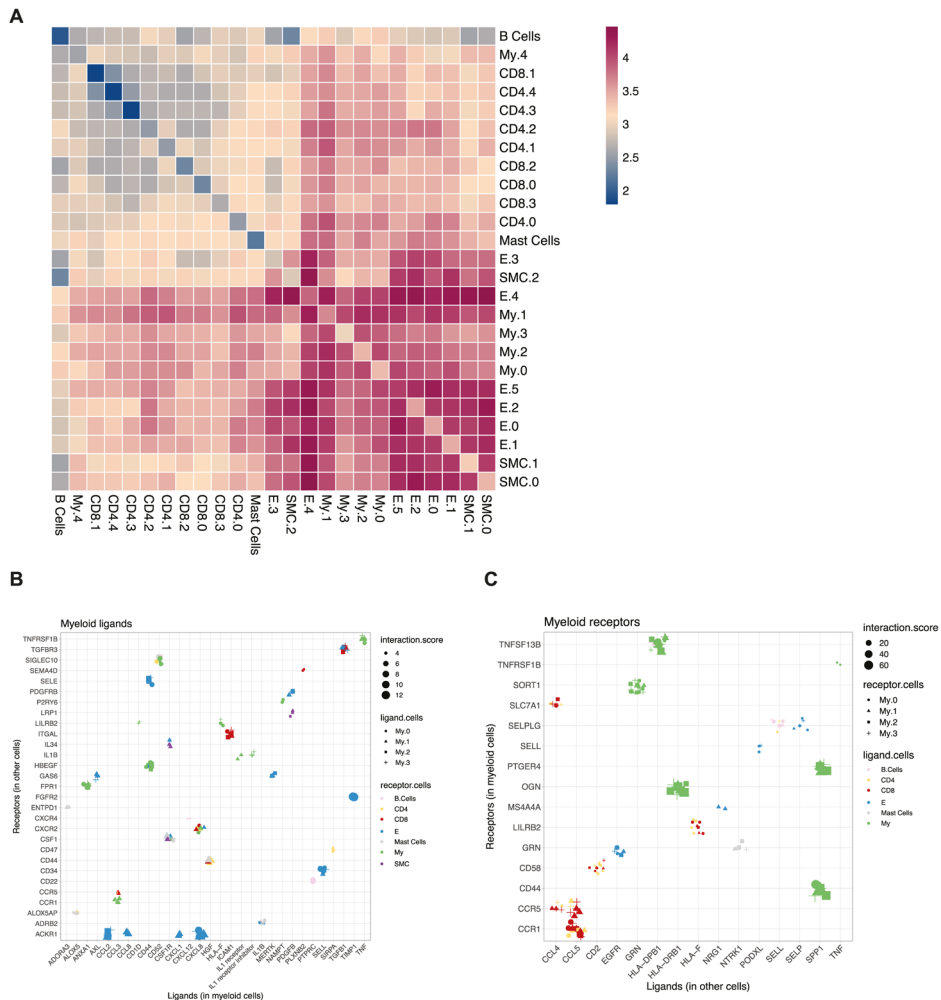 A
B Cells
My.4
CD8.1
CD4.4
CD4.3
CD4.2
CD4.1
CD8.2
CD8.0
CD8.3
CD4.0
Mast Cells
E.3
SMC.2
E.4
My.1
My.3
My.2
My.0
E.5
E.2
E.0
E.1
SMC.1
SMC.0
4
3.5
3
2.5
2
B Cells
My.4
CD8.1
CD4.4
CD4.3
CD4.2
CD4.1
CD8.2
CD8.0
CD8.3
CD4.0
Mast Cells
E.3
SMC.2
E.4
My.1
My.3
My.2
My.0
E.5
E.2
E.0
E.1
SMC.1
SMC.0
B
Myeloid ligands
Receptors (in other cells)
TNFRSF1B
TGFBR3
SIGLEC10
SEMA4D
SELE
PDGFRB
P2RY6
LRP1
LILRB2
ITGAL
IL34
IL1B
HBEGF
GAS6
FPR1
FGFR2
ENTPD1
CXCR4
CXCR2
CSF1
CD47
CD44
CD34
CD22
CCR5
CCR1
ALOX5AP
ADRB2
ACKR1
ADORA3
ALOX5
ANXA1
AXL
CCL2
CCL3
CCL8
CD1D
CD44
CD52
CSF1R
CXCL1
CXCL12
CXCL8
HGF
HLA−F
ICAM1
IL1 receptor
IL1 receptor inhibitor
IL1B
MERTK
NAMPT
PDGFB
PLXNB2
PTPRC
SELL
SIRPA
TGFB1
TIMP1
TNF
Ligands (in myeloid cells)
interaction.score
4
6
8
10
12
ligand.cells
My.0
My.1
My.2
My.3
receptor.cells
B.Cells
CD4
CD8
E
Mast Cells
My
SMC
C
Myeloid receptors
Receptors (in myeloid cells)
TNFSF13B
TNFRSF1B
SORT1
SLC7A1
SELPLG
SELL
PTGER4
OGN
MS4A4A
LILRB2
GRN
CD58
CD44
CCR5
CCR1
CCL4
CCL5
CD2
EGFR
GRN
HLA−DPB1
HLA−DRB1
HLA−F
NRG1
NTRK1
PODXL
SELL
SELP
SPP1
TNF
Ligands (in other cells)
interaction.score
20
40
60
receptor.cells
My.0
My.1
My.2
My.3
ligand.cells
B.Cells
CD4
CD8
E
Mast Cells
My